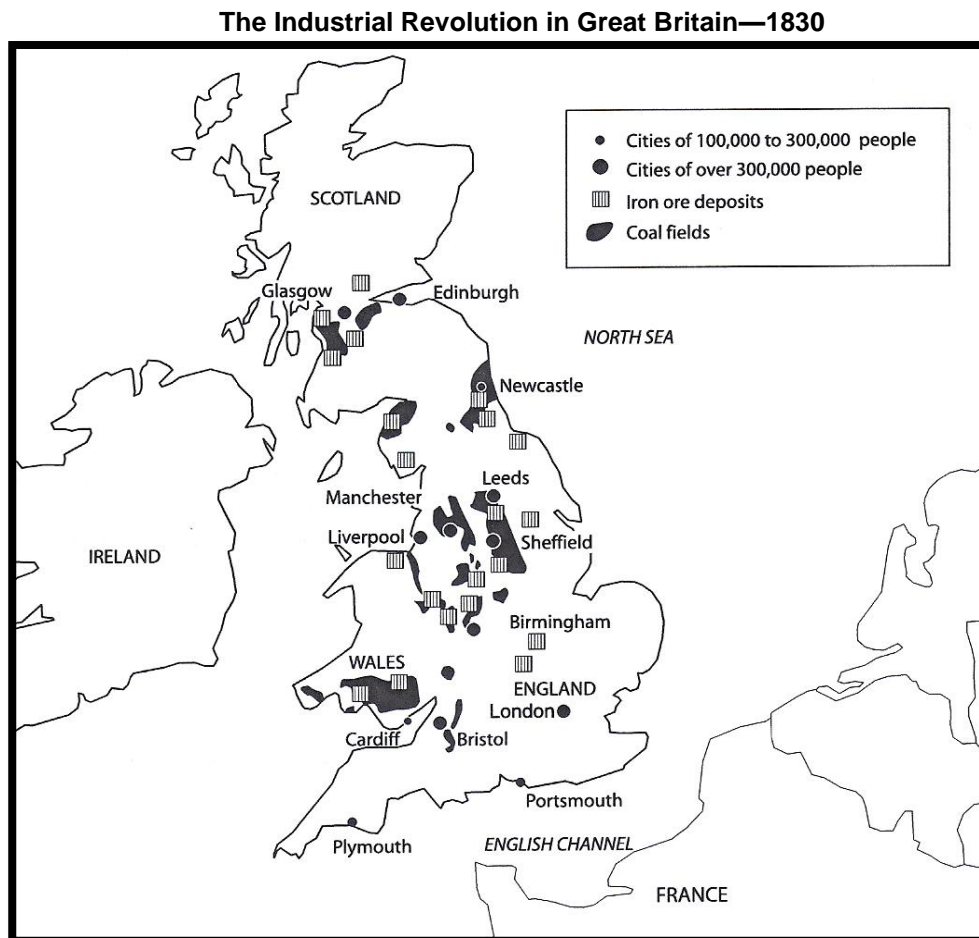 The Industrial Revolution in Great Britain—1830
Cities of 100,000 to 300,000 people
Cities of over 300,000 people
Iron ore deposits
Coal fields
SCOTLAND
Glasgow
Edinburgh
NORTH SEA
Newcastle
Leeds
Manchester
Liverpool
Sheffield
IRELAND
Birmingham
WALES
ENGLAND
London
Cardiff
Bristol
Portsmouth
Plymouth
ENGLISH CHANNEL
FRANCE